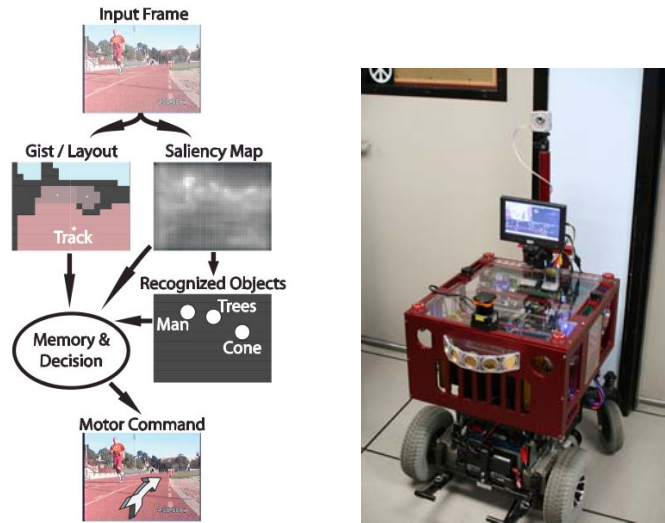 Input Frame
Gist / Layout
Saliency Map
Track
Recognized Objects
Man
Trees
Cone
Memory &
Decision
Motor Command